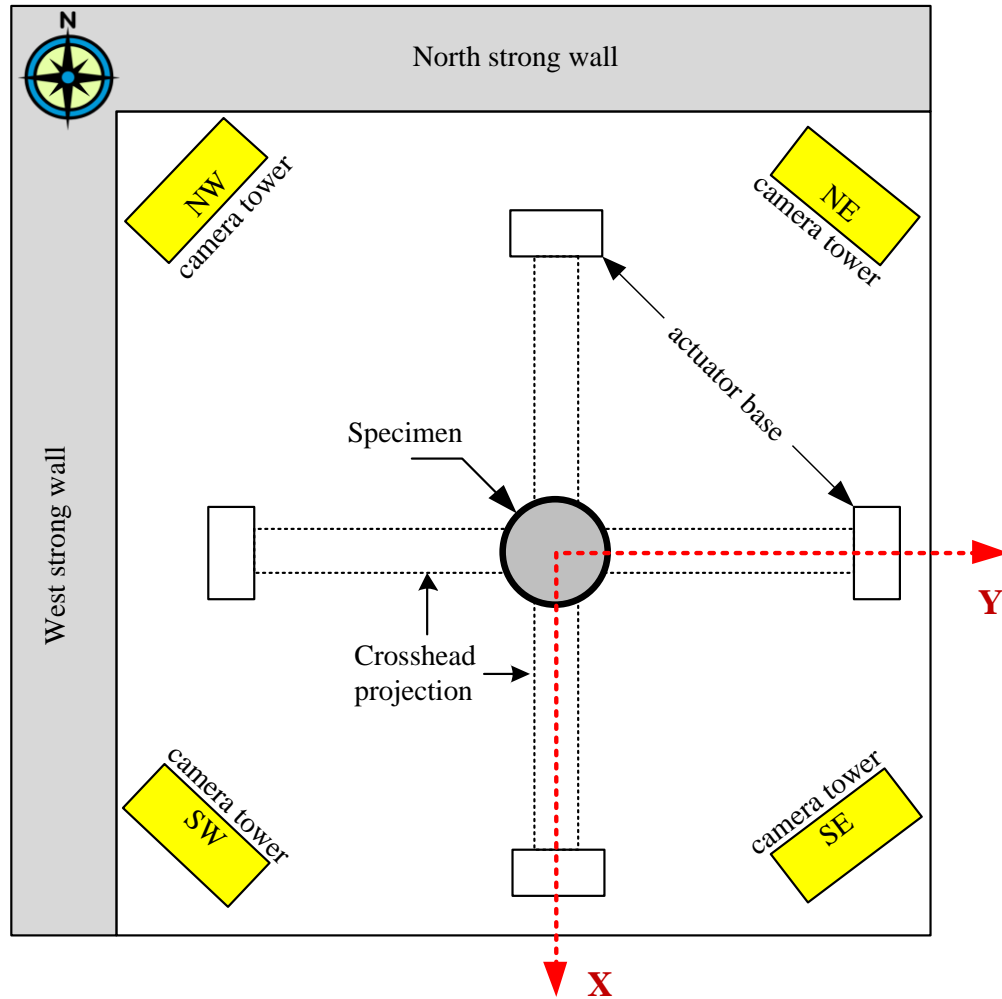 N
North strong wall
NW
camera tower
NE
camera tower
actuator base
Specimen
West strong wall
Y
Crosshead
projection
camera tower
SW
camera tower
SE
X